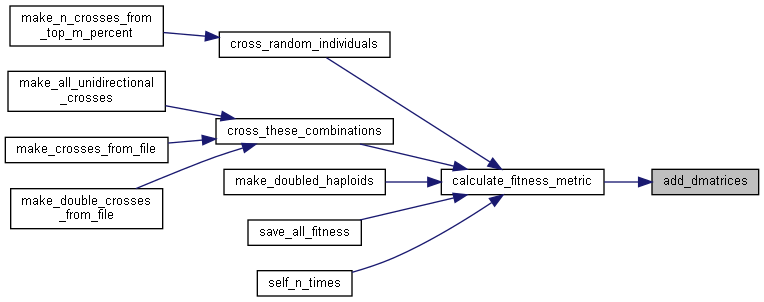 make_n_crosses_from
_top_m_percent
cross_random_individuals
make_all_unidirectional
_crosses
cross_these_combinations
make_crosses_from_file
make_doubled_haploids
calculate_fitness_metric
add_dmatrices
make_double_crosses
_from_file
save_all_fitness
self_n_times